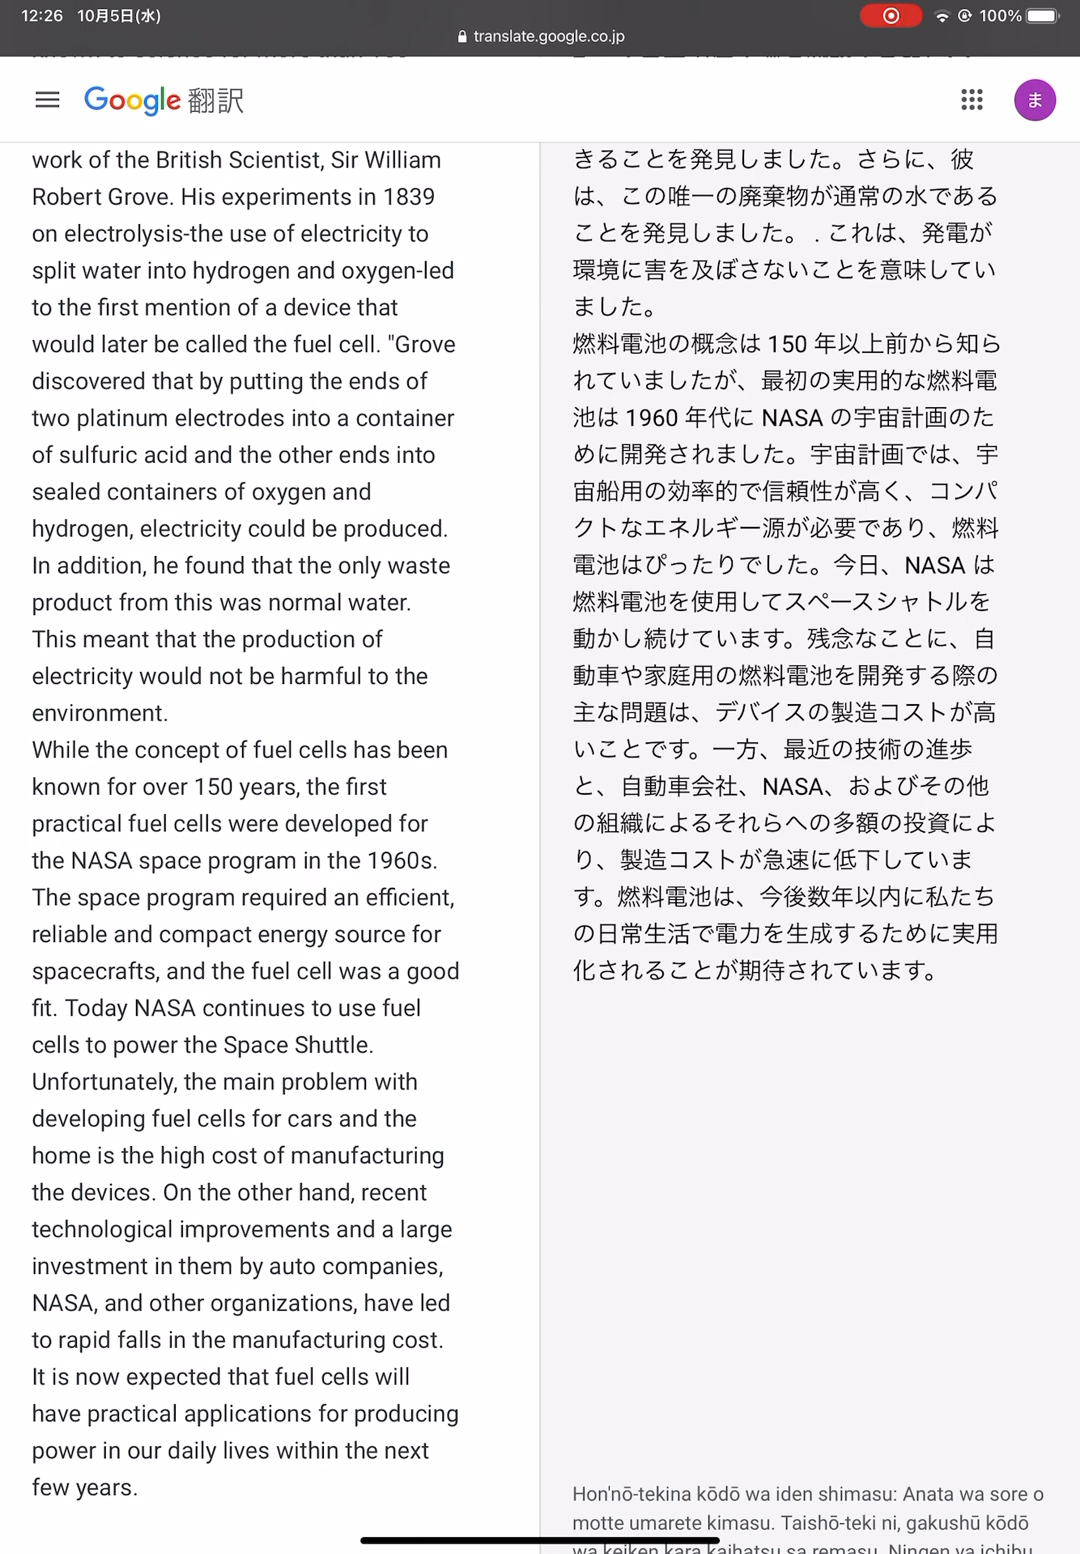 12:26 10月5日(水)
100%
translate.google.co.jp
Google 翻訳
ま
work of the British Scientist, Sir William
Robert Grove. His experiments in 1839
on electrolysis-the use of electricity to
split water into hydrogen and oxygen-led
to the first mention of a device that
would later be called the fuel cell. "Grove
discovered that by putting the ends of
two platinum electrodes into a container
of sulfuric acid and the other ends into
sealed containers of oxygen and
hydrogen, electricity could be produced.
In addition, he found that the only waste
product from this was normal water.
This meant that the production of
electricity would not be harmful to the
environment.
While the concept of fuel cells has been
known for over 150 years, the first
practical fuel cells were developed for
the NASA space program in the 1960s.
The space program required an efficient,
reliable and compact energy source for
spacecrafts, and the fuel cell was a good
fit. Today NASA continues to use fuel
cells to power the Space Shuttle.
Unfortunately, the main problem with
developing fuel cells for cars and the
home is the high cost of manufacturing
the devices. On the other hand, recent
technological improvements and a large
investment in them by auto companies,
NASA, and other organizations, have led
to rapid falls in the manufacturing cost.
It is now expected that fuel cells will
have practical applications for producing
power in our daily lives within the next
few years.
きることを発見しました。さらに、彼
は、この唯一の廃棄物が通常の水である
ことを発見しました。 . これは、発電が
環境に害を及ぼさないことを意味してい
ました。
燃料電池の概念は 150 年以上前から知ら
れていましたが、最初の実用的な燃料電
池は 1960 年代に NASA の宇宙計画のた
めに開発されました。宇宙計画では、宇
宙船用の効率的で信頼性が高く、コンパ
クトなエネルギー源が必要であり、燃料
電池はぴったりでした。今日、NASA は
燃料電池を使用してスペースシャトルを
動かし続けています。残念なことに、自
動車や家庭用の燃料電池を開発する際の
主な問題は、デバイスの製造コストが高
いことです。一方、最近の技術の進歩
と、自動車会社、NASA、およびその他
の組織によるそれらへの多額の投資によ
り、製造コストが急速に低下していま
す。燃料電池は、今後数年以内に私たち
の日常生活で電力を生成するために実用
化されることが期待されています。
Hon'nō-tekina kōdō wa iden shimasu: Anata wa sore o
motte umarete kimasu. Taishō-teki ni, gakushū kōdō
wa keiken kara kaihatsu sa remasu. Ningen ya ichibu